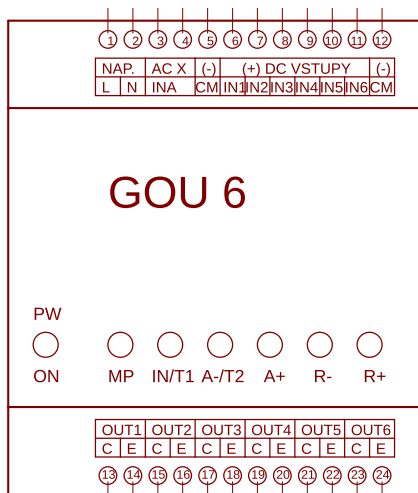 1 2 3 4 5 6 7 8 9 10 11 12
NAP. AC X (-) (+) DC VSTUPY (-)
L N INA CM IN1 IN2 IN3 IN4 IN5 IN6 CM
GOU 6
PW
ON MP IN/T1 A-/T2 A+ R- R+
OUT1 OUT2 OUT3 OUT4 OUT5 OUT6
C E C E C E C E C E C E
13 14 15 16 17 18 19 20 21 22 23 24